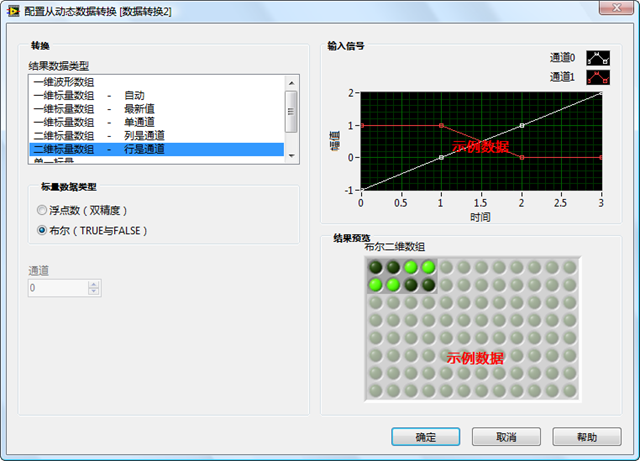 配置从动态数据转换 [数据转换2]
转换
结果数据类型
一维波形数组
一维标量数组 - 自动
一维标量数组 - 最新值
一维标量数组 - 单通道
二维标量数组 - 列是通道
二维标量数组 - 行是通道
单一标量
标量数据类型
浮点数（双精度）
布尔（TRUE与FALSE）
通道
0
输入信号
通道0
通道1
幅值
2
1
0
-1
示例数据
0 0.5 1 1.5 2 2.5 3
时间
结果预览
布尔二维数组
示例数据
确定 取消 帮助